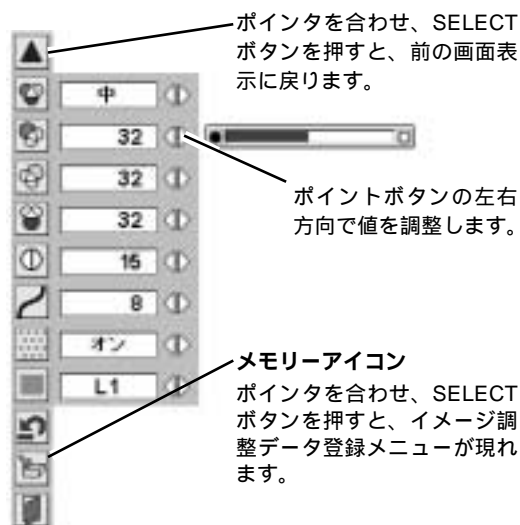 ポインタを合わせ、SELECT
ボタンを押すと、前の画面表
示に戻ります。
中
32
32
32
15
8
オン
L1
ポイントボタンの左右
方向で値を調整します。
メモリーアイコン
ポインタを合わせ、SELECT
ボタンを押すと、イメージ調
整データ登録メニューが現れ
ます。